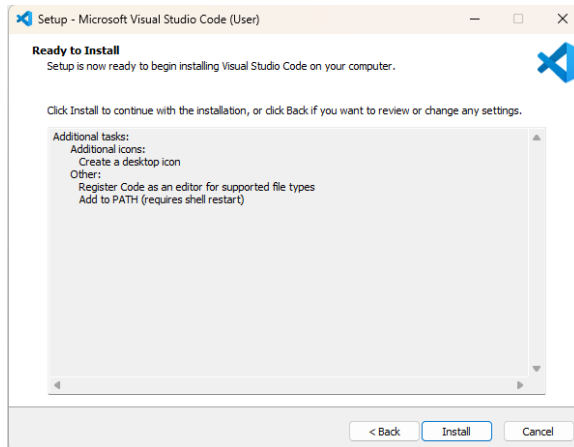 Setup - Microsoft Visual Studio Code (User)
Ready to Install
Setup is now ready to begin installing Visual Studio Code on your computer.
Click Install to continue with the installation, or click Back if you want to review or change any settings.
Additional tasks:
Additional icons:
Create a desktop icon
Other:
Register Code as an editor for supported file types
Add to PATH (requires shell restart)
< Back
Install
Cancel